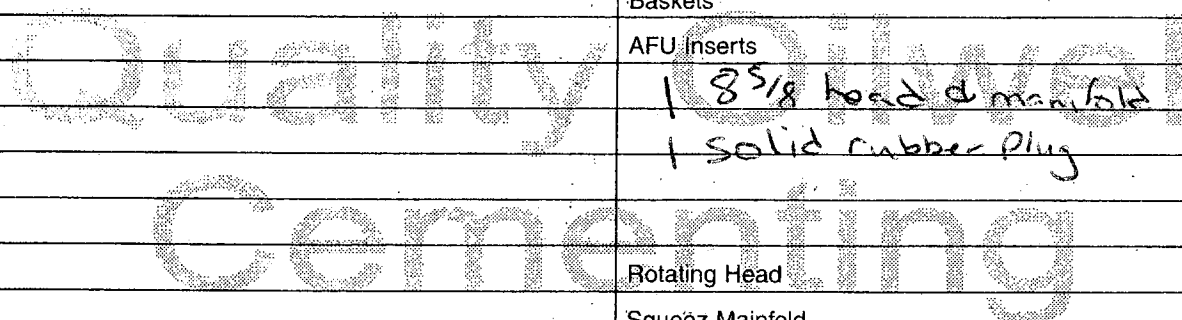 Baskets
AFU Inserts
Quality Oilwel
1 8 5/8 head & manifold
1 solid rubber plug
Cementing
Rotating Head
Squeez Mainfold